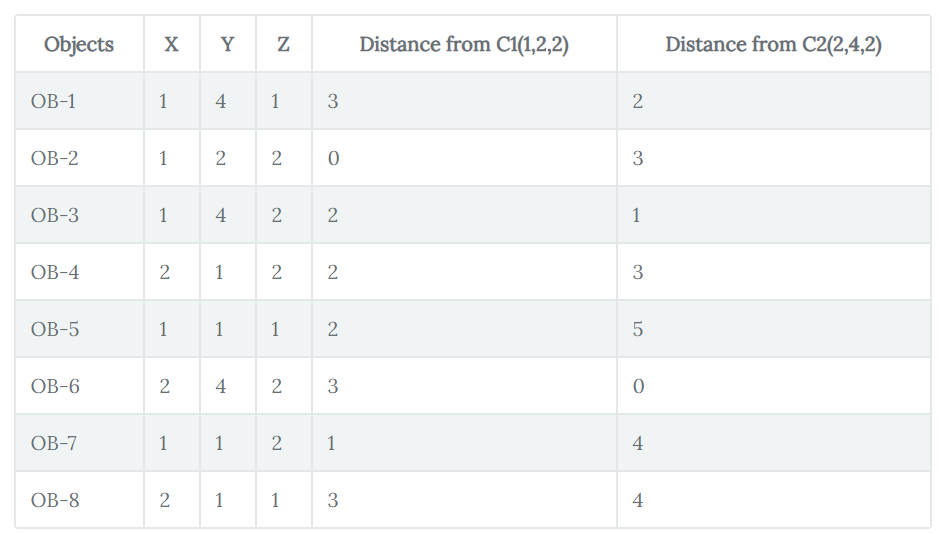 Objects X Y Z Distance from C1(1,2,2) Distance from C2(2,4,2)
OB-1 1 4 1 3 2
OB-2 1 2 2 0 3
OB-3 1 4 2 2 1
OB-4 2 1 2 2 3
OB-5 1 1 1 2 5
OB-6 2 4 2 3 0
OB-7 1 1 2 1 4
OB-8 2 1 1 3 4